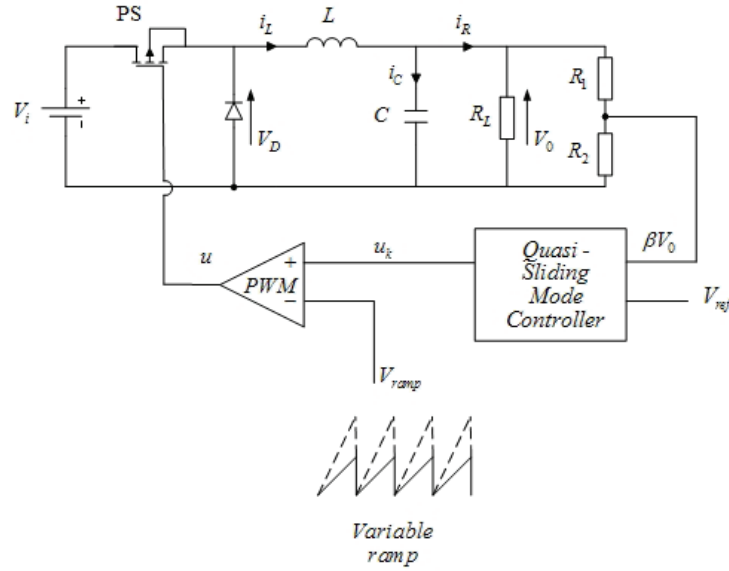 PS
i_L
L
i_R
V_i
+
-
V_D
i_C
C
R_L
V_0
R_1
R_2
u
+
PWM
−
u_k
Quasi -
Sliding
Mode
Controller
βV_0
V_ref
V_ramp
Variable
ramp